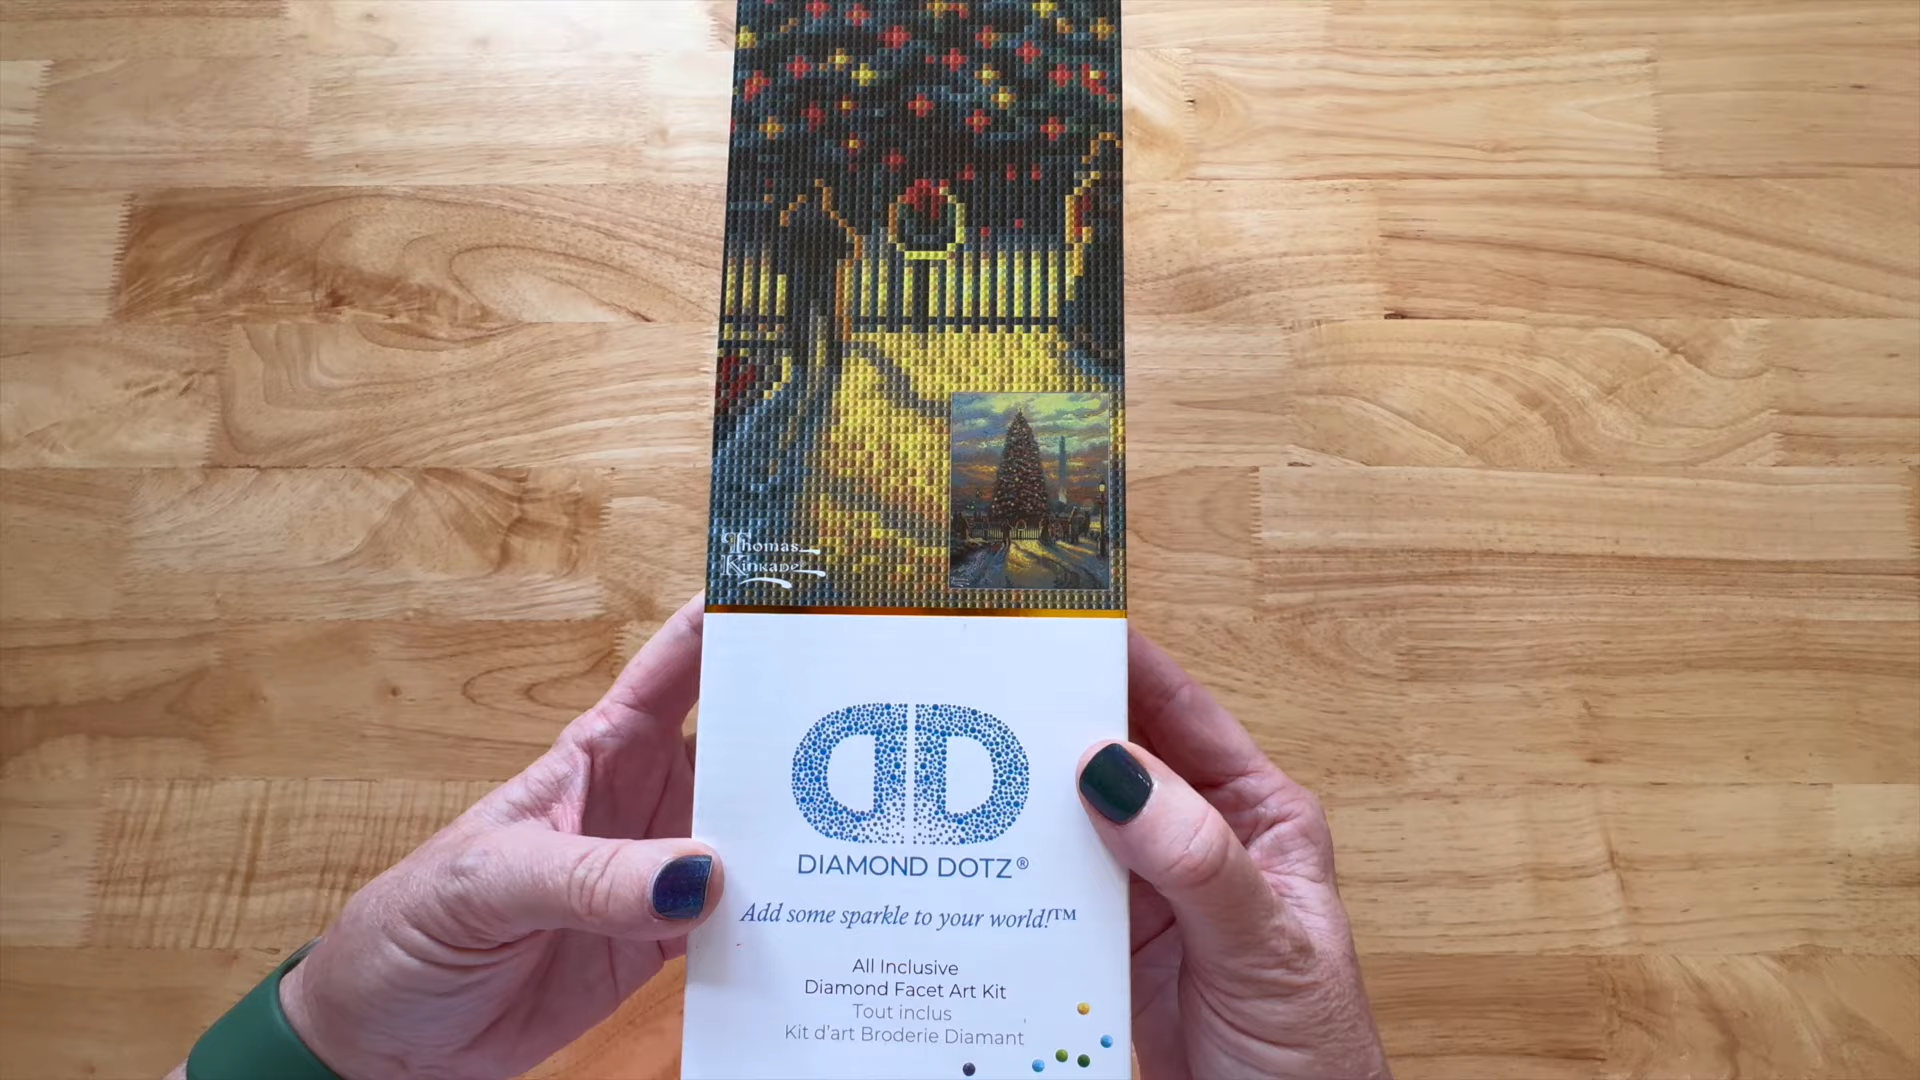 Thomas
Kinkade
DIAMOND DOTZ®
Add some sparkle to your world!™
All Inclusive
Diamond Facet Art Kit
Tout inclus
Kit d'art Broderie Diamant